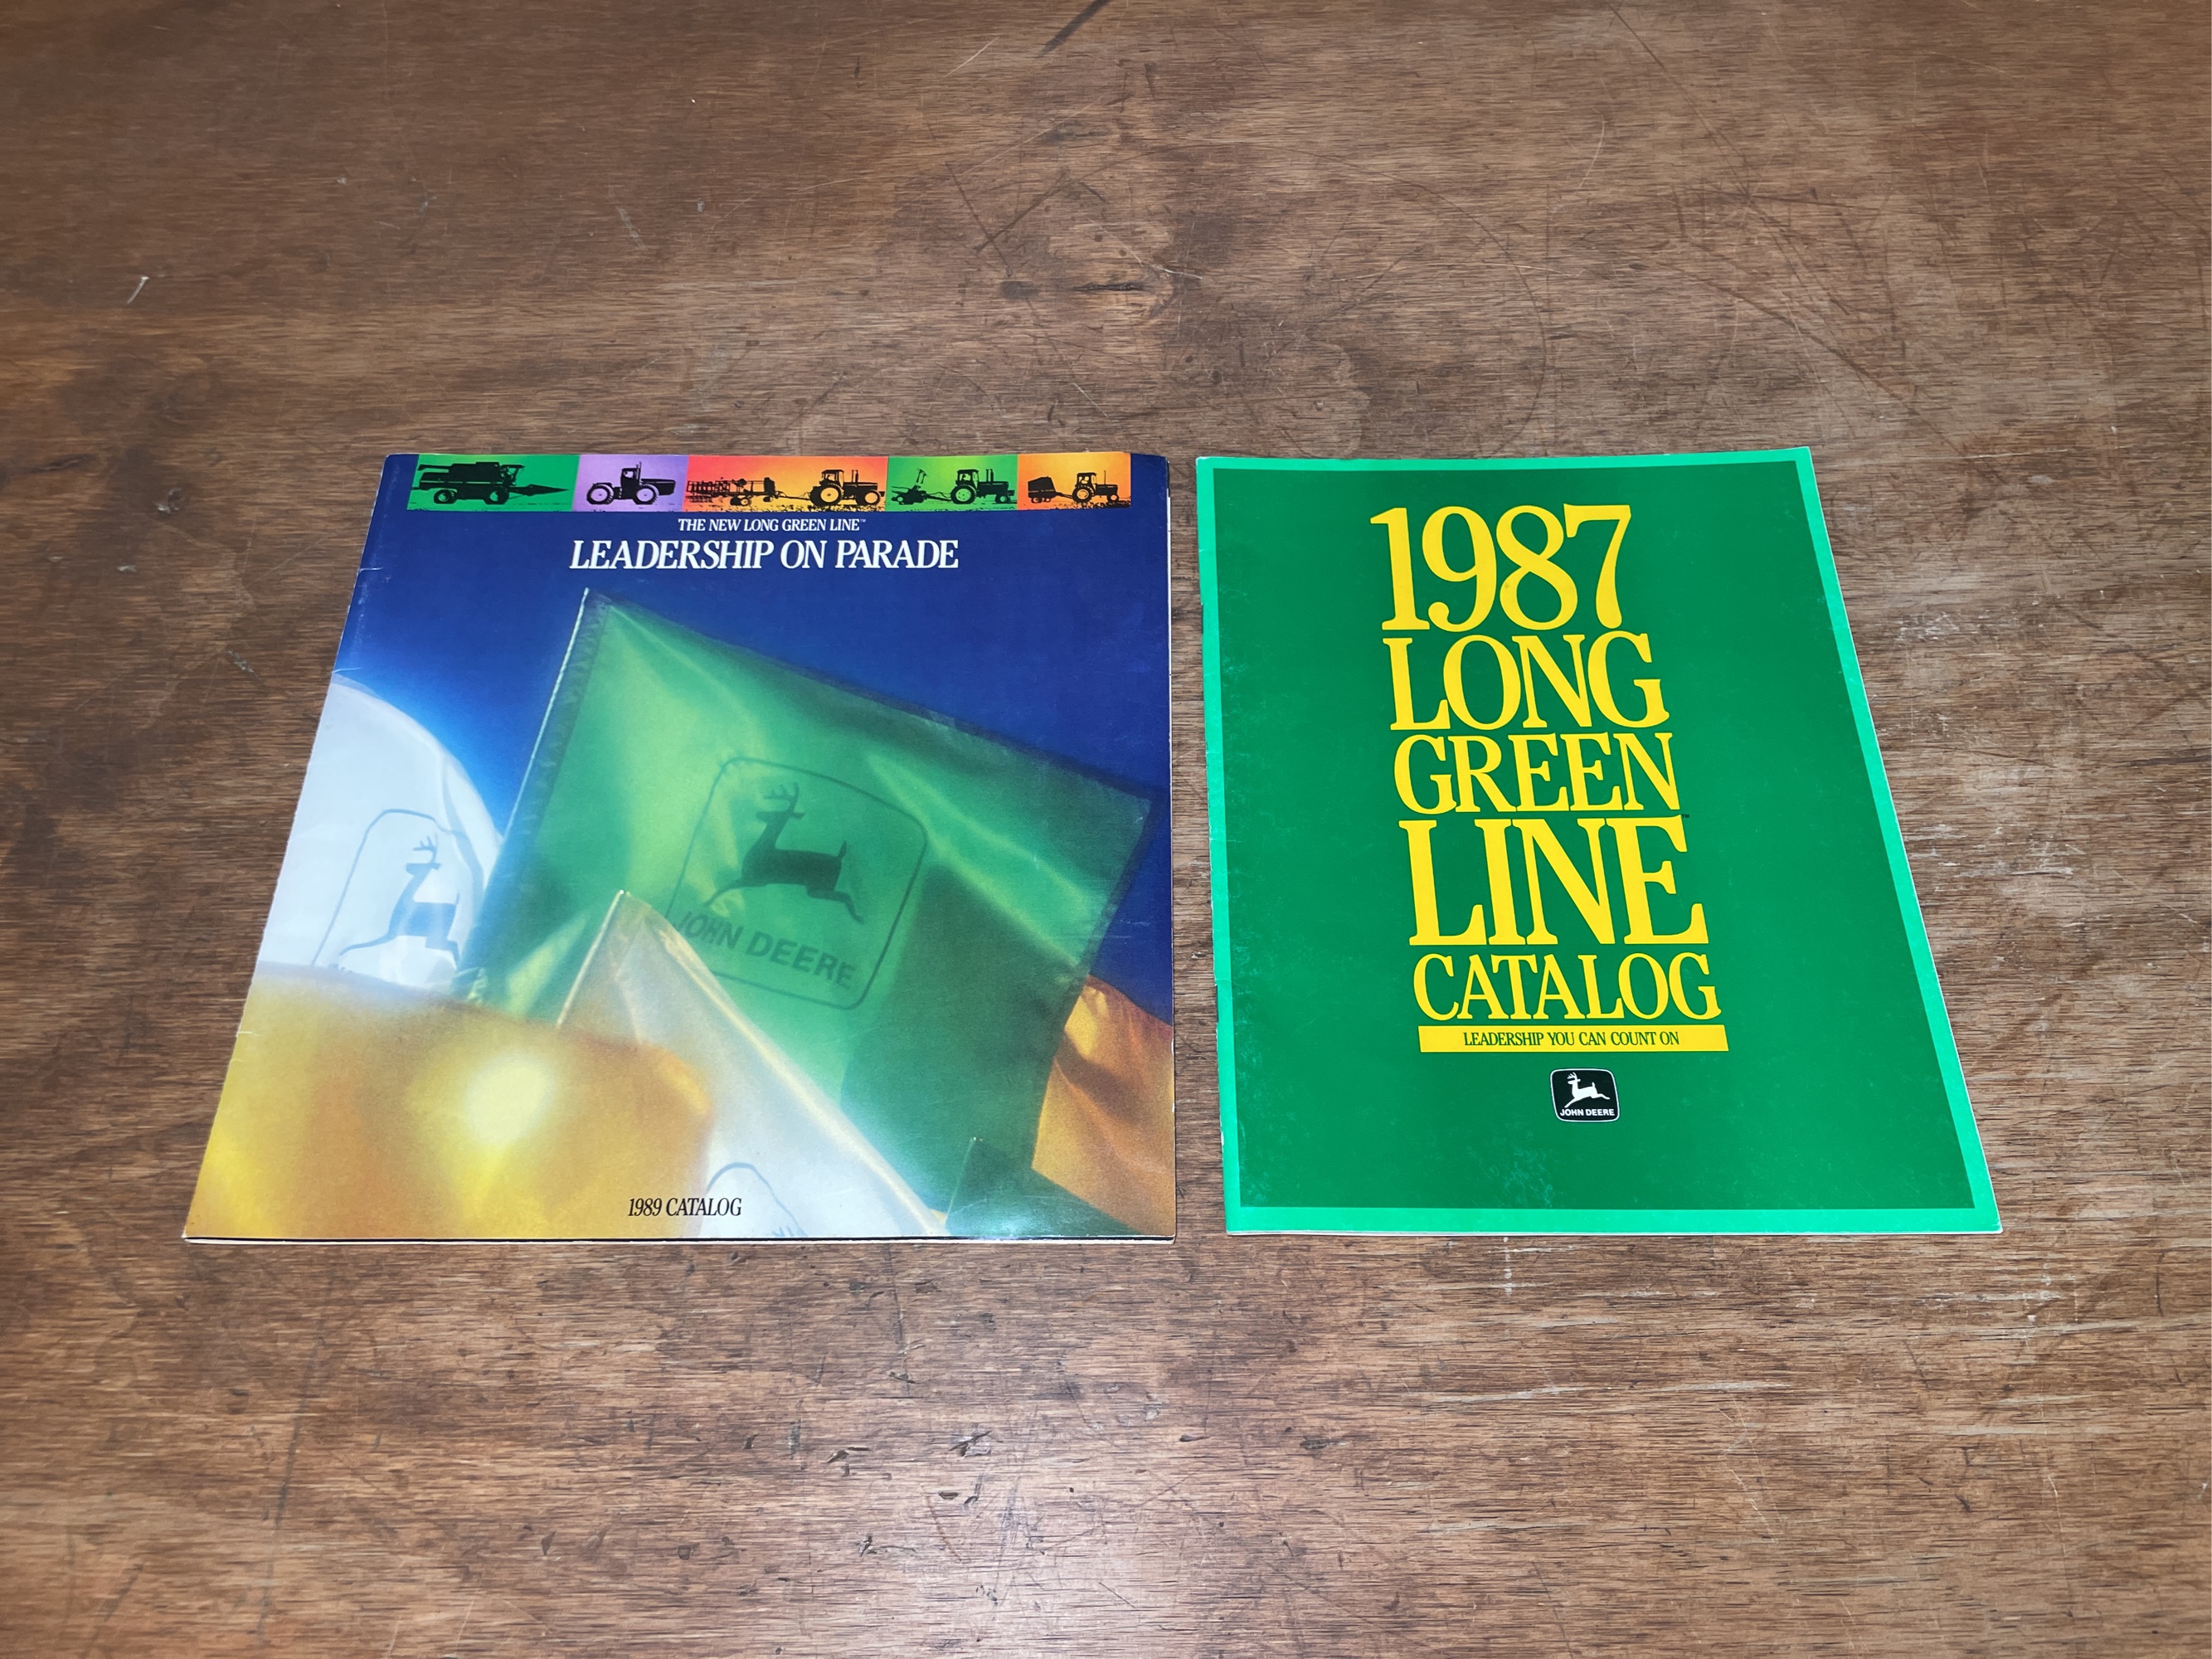 THE NEW LONG GREEN LINE™
LEADERSHIP ON PARADE
JOHN DEERE
1989 CATALOG
1987
LONG
GREEN
LINE™
CATALOG
LEADERSHIP YOU CAN COUNT ON
JOHN DEERE